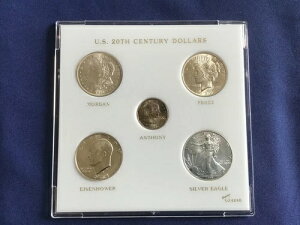 U.S. 20TH CENTURY DOLLARS
MORGAN
PEACE
ANTHONY
EISENHOWER
SILVER EAGLE